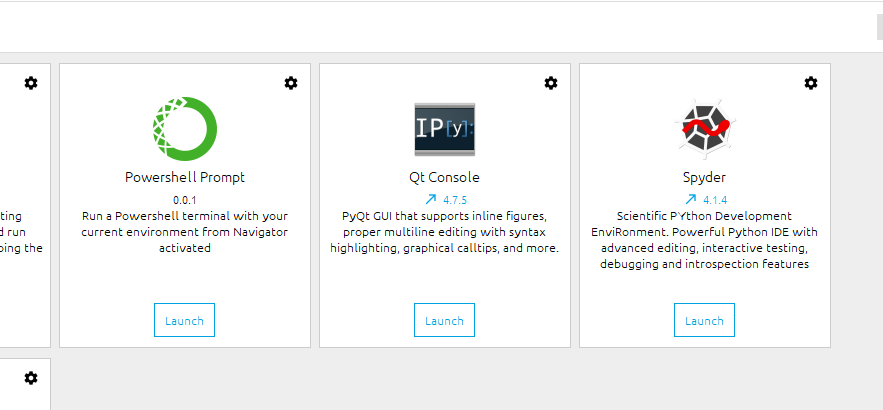 ting
d run
ping the
Powershell Prompt
0.0.1
Run a Powershell terminal with your
current environment from Navigator
activated
Launch
IP[y]:
Qt Console
4.7.5
PyQt GUI that supports inline figures,
proper multiline editing with syntax
highlighting, graphical calltips, and more.
Launch
Spyder
4.1.4
Scientific PYthon Development
EnviRonment. Powerful Python IDE with
advanced editing, interactive testing,
debugging and introspection features
Launch